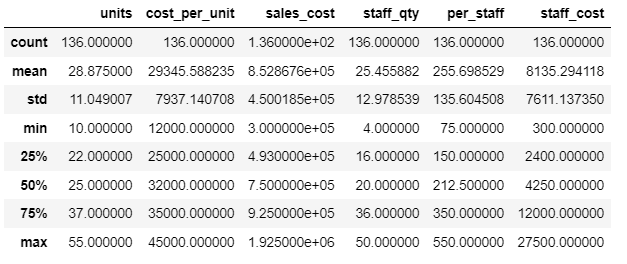 units cost_per_unit sales_cost staff_qty per_staff staff_cost
count 136.000000 136.000000 1.360000e+02 136.000000 136.000000 136.000000
mean 28.875000 29345.588235 8.528676e+05 25.455882 255.698529 8135.294118
std 11.049007 7937.140708 4.500185e+05 12.978539 135.604508 7611.137350
min 10.000000 12000.000000 3.000000e+05 4.000000 75.000000 300.000000
25% 22.000000 25000.000000 4.930000e+05 16.000000 150.000000 2400.000000
50% 25.000000 32000.000000 7.500000e+05 20.000000 212.500000 4250.000000
75% 37.000000 35000.000000 9.250000e+05 36.000000 350.000000 12000.000000
max 55.000000 45000.000000 1.925000e+06 50.000000 550.000000 27500.000000